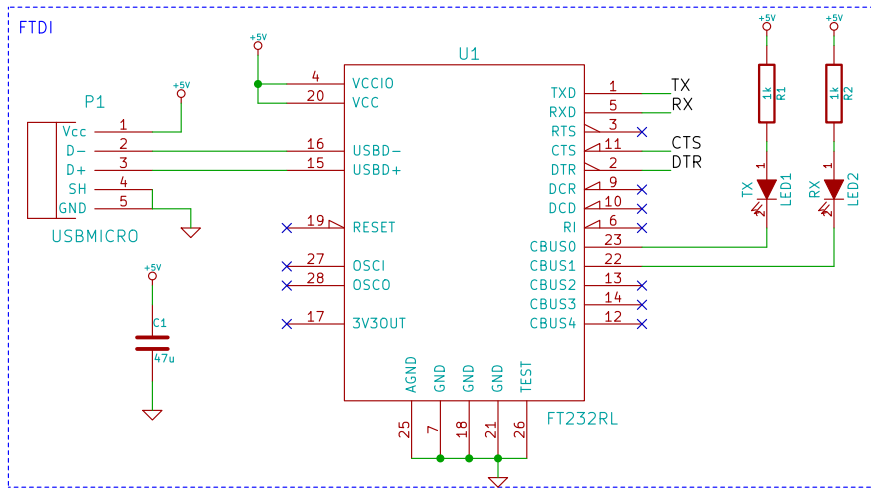 FTDI
+5V
+5V
+5V
+5V
+5V
P1
Vcc 1
D- 2
D+ 3
SH 4
GND 5
USBMICRO
C1
47u
U1
4 VCCIO
20 VCC
16 USBD-
15 USBD+
19 RESET
27 OSCI
28 OSCO
17 3V3OUT
TXD 1 TX
RXD 5 RX
RTS 3
CTS 11 CTS
DTR 2 DTR
DCR 9
DCD 10
RI 6
CBUS0 23
CBUS1 22
CBUS2 13
CBUS3 14
CBUS4 12
AGND 25
GND 7
GND 18
GND 21
TEST 26
FT232RL
1k R1
1k R2
1
TX LED1
2
1
RX LED2
2